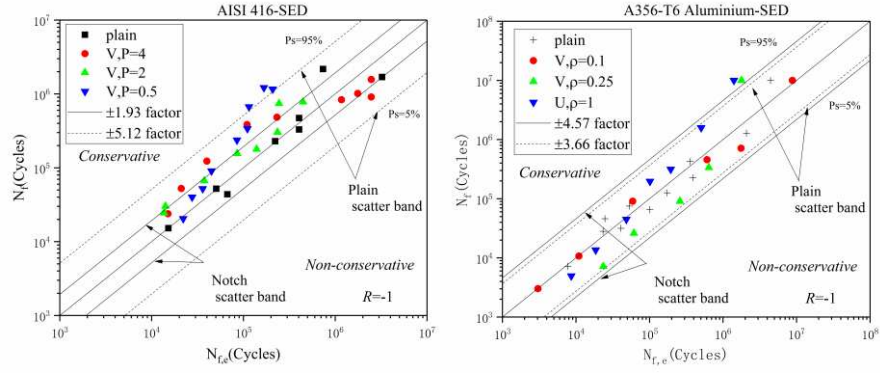 AISI 416-SED
plain
V,P=4
V,P=2
V,P=0.5
±1.93 factor
±5.12 factor
Ps=95%
Ps=5%
Conservative
Plain
scatter band
Notch
scatter band
Non-conservative
R=-1
10^7
10^6
10^5
10^4
10^3
10^3 10^4 10^5 10^6 10^7
N_f(Cycles)
N_f,e(Cycles)
A356-T6 Aluminium-SED
plain
V,ρ=0.1
V,ρ=0.25
U,ρ=1
±4.57 factor
±3.66 factor
Ps=95%
Ps=5%
Conservative
Plain
scatter band
Notch
scatter band
Non-conservative
R=-1
10^8
10^7
10^6
10^5
10^4
10^3
10^3 10^4 10^5 10^6 10^7 10^8
N_f(Cycles)
N_f,e(Cycles)